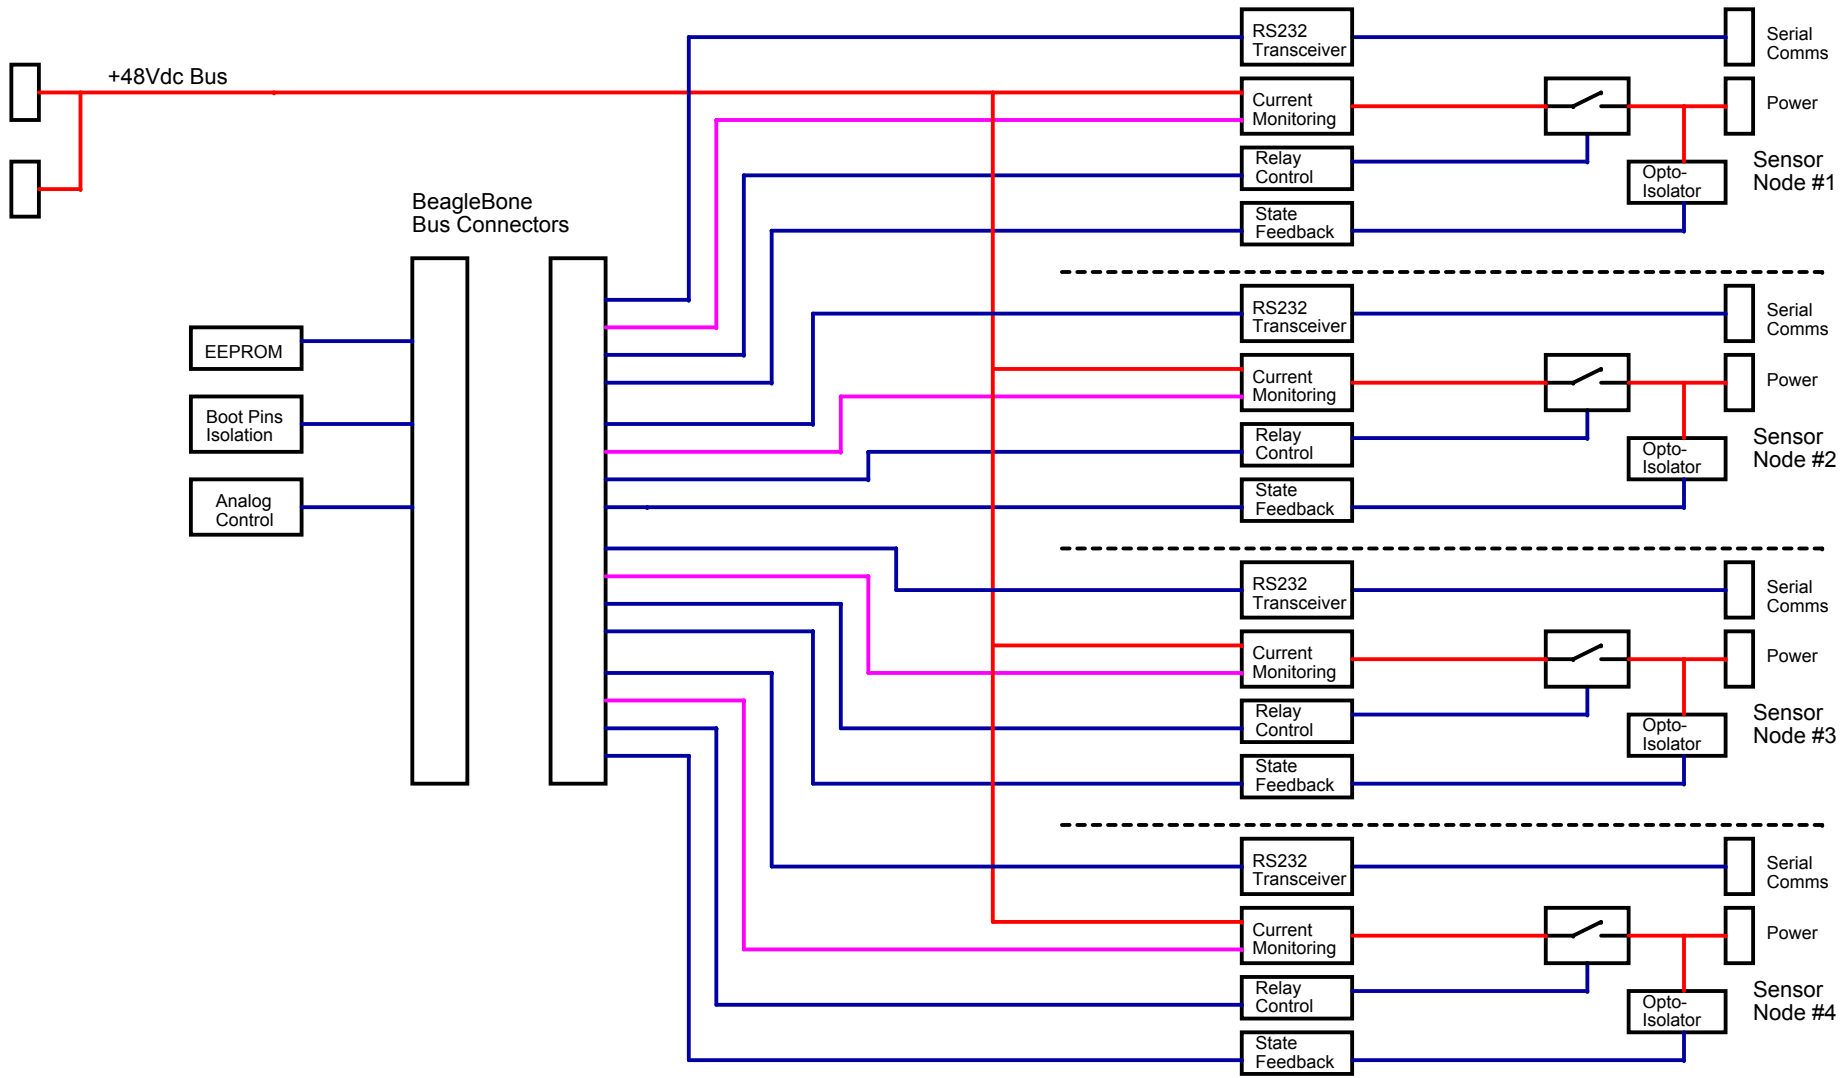 +48Vdc Bus
BeagleBone
Bus Connectors
EEPROM
Boot Pins
Isolation
Analog
Control
RS232
Transceiver
Serial
Comms
Current
Monitoring
Power
Relay
Control
Opto-
Isolator
Sensor
Node #1
State
Feedback
RS232
Transceiver
Serial
Comms
Current
Monitoring
Power
Relay
Control
Opto-
Isolator
Sensor
Node #2
State
Feedback
RS232
Transceiver
Serial
Comms
Current
Monitoring
Power
Relay
Control
Opto-
Isolator
Sensor
Node #3
State
Feedback
RS232
Transceiver
Serial
Comms
Current
Monitoring
Power
Relay
Control
Opto-
Isolator
Sensor
Node #4
State
Feedback